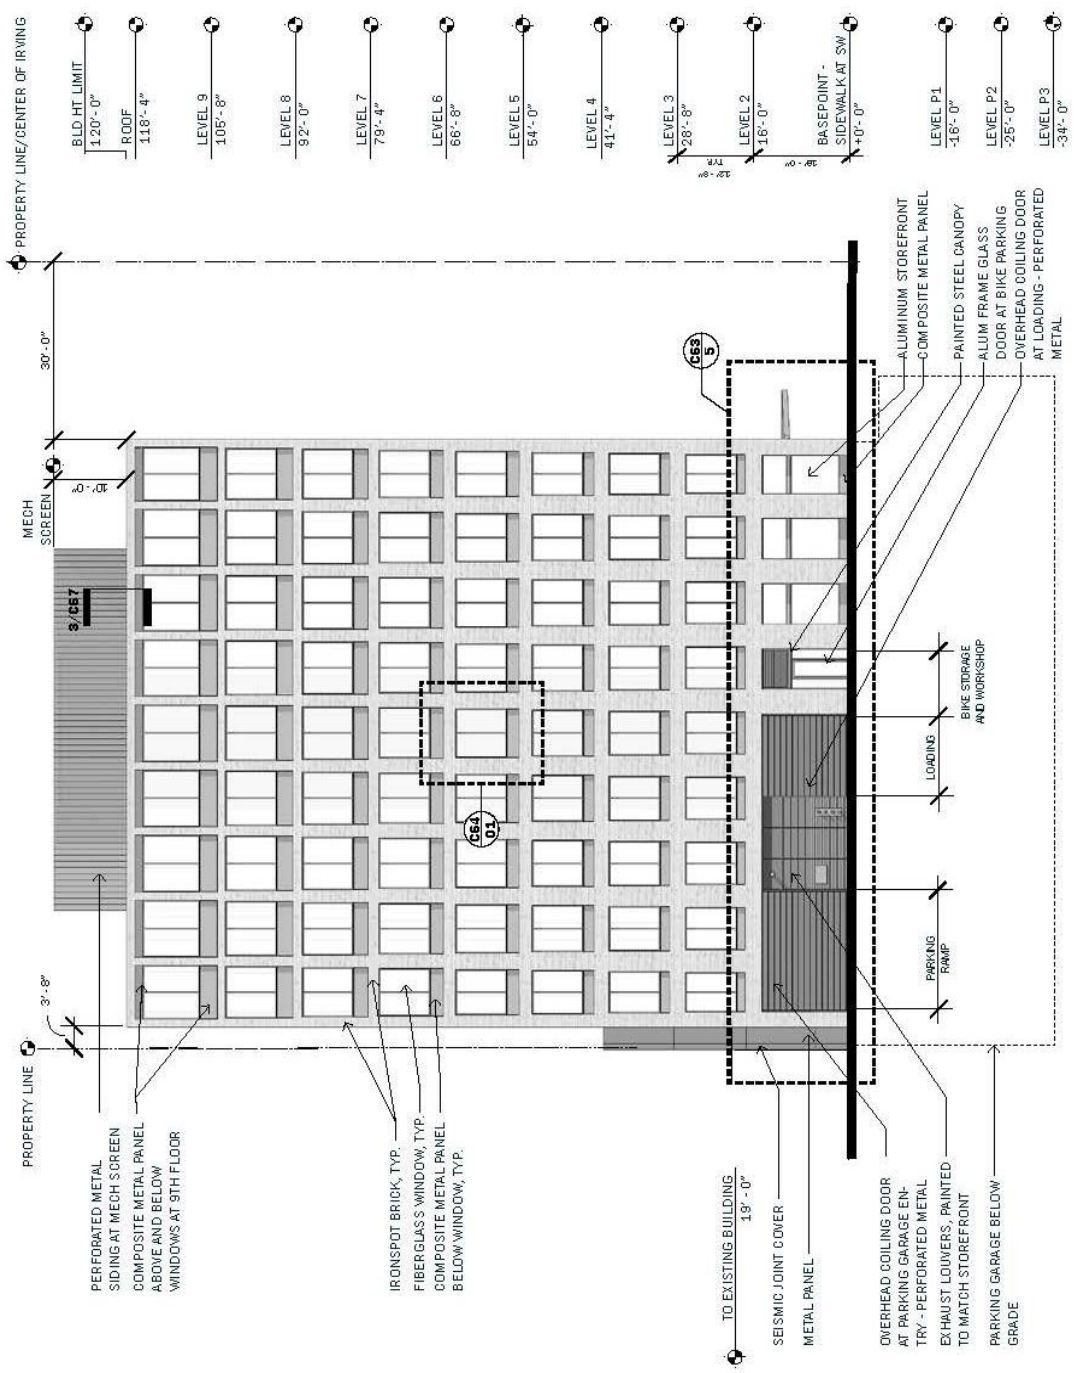 PROPERTY LINE/CENTER OF IRVING
BLD HT LIMIT
120'- 0"
ROOF
118'- 4"
LEVEL 9
105'- 8"
LEVEL 8
92'- 0"
LEVEL 7
79'- 4"
LEVEL 6
66'- 8"
LEVEL 5
54'- 0"
LEVEL 4
41'- 4"
LEVEL 3
28'- 8"
LEVEL 2
16'- 0"
BASEPOINT -
SIDEWALK AT SW
+0'- 0"
LEVEL P1
-16'- 0"
LEVEL P2
-25'- 0"
LEVEL P3
-34'- 0"
12'-8"
TYP.
30'-0"
MECH
SCREEN
10'-0"
3/C67
C63
5
C64
01
ALUMINUM STOREFRONT
COMPOSITE METAL PANEL
PAINTED STEEL CANOPY
ALUM FRAME GLASS
DOOR AT BIKE PARKING
OVERHEAD COILING DOOR
AT LOADING - PERFORATED
METAL
BIKE STORAGE
AND WORKSHOP
LOADING
PARKING
RAMP
3'-8"
PROPERTY LINE
PERFORATED METAL
SIDING AT MECH SCREEN
COMPOSITE METAL PANEL
ABOVE AND BELOW
WINDOWS AT 9TH FLOOR
IRONSPOT BRICK, TYP.
FIBERGLASS WINDOW, TYP.
COMPOSITE METAL PANEL
BELOW WINDOW, TYP.
TO EXISTING BUILDING
19' - 0"
SEISMIC JOINT COVER
METAL PANEL
OVERHEAD COILING DOOR
AT PARKING GARAGE EN-
TRY - PERFORATED METAL
EXHAUST LOUVERS, PAINTED
TO MATCH STOREFRONT
PARKING GARAGE BELOW
GRADE